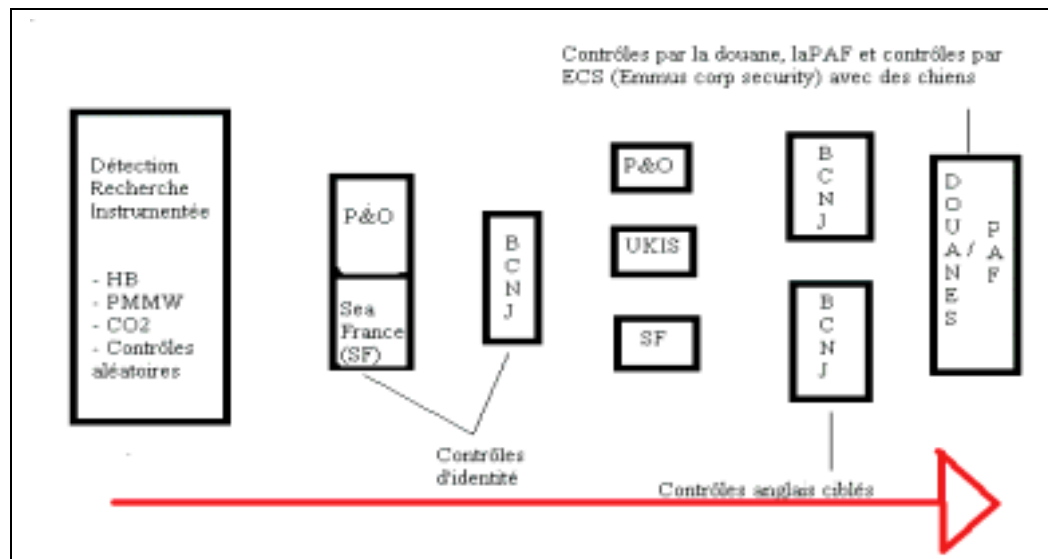 Contrôles par la douane, laPAF et contrôles par
ECS (Emmus corp security) avec des chiens
Détection
Recherche
Instrumentée
- HB
- PMMW
- CO2
- Contrôles
aléatoires
P&O
Sea
France
(SF)
B
C
N
J
P&O
UKIS
SF
B
C
N
J
B
C
N
J
D
O
U
A
N
E
S
/
P
A
F
Contrôles
d'identité
Contrôles anglais ciblés